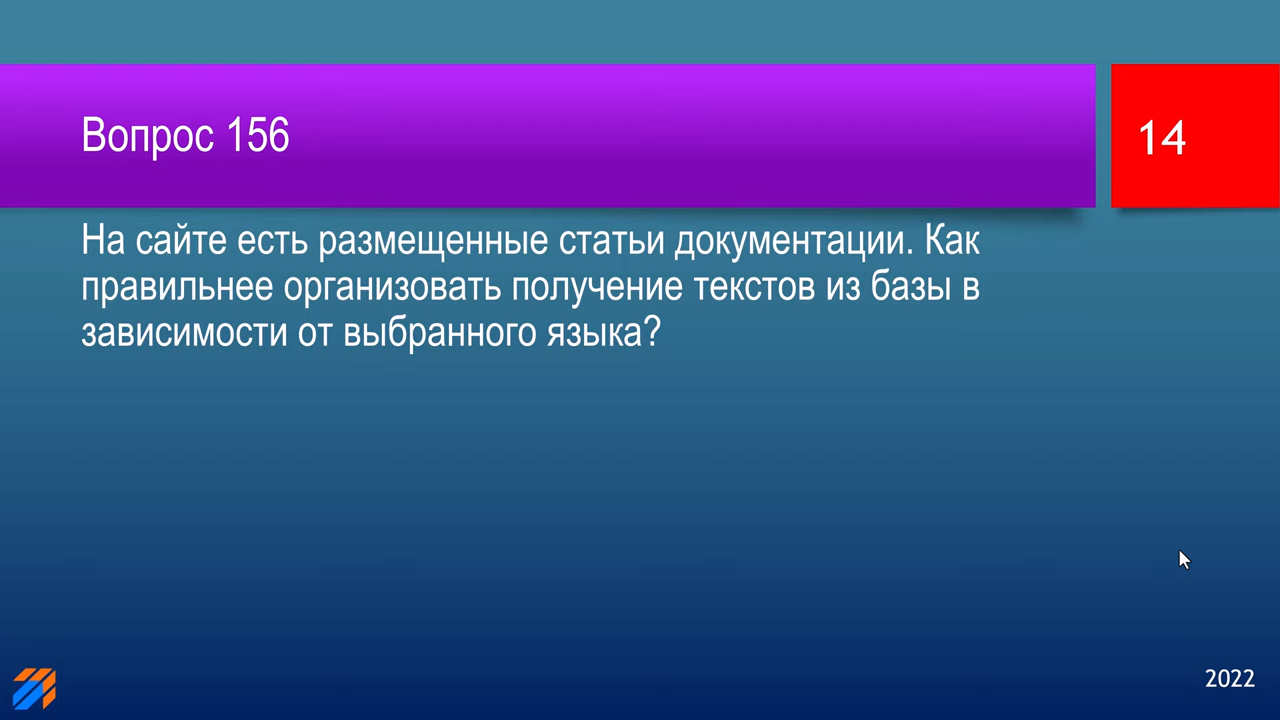 Вопрос 156
14
На сайте есть размещенные статьи документации. Как
правильнее организовать получение текстов из базы в
зависимости от выбранного языка?
2022